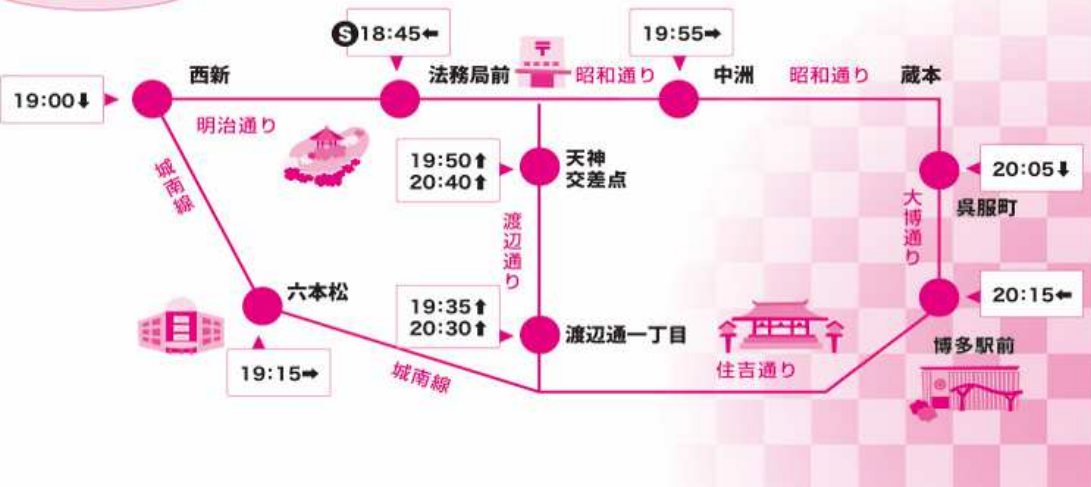 S 18:45←
19:55→
西新
法務局前
〒
昭和通り
中洲
昭和通り
蔵本
19:00↓
明治通り
城南線
19:50↑
20:40↑
天神
交差点
20:05↓
呉服町
大博通り
渡辺通り
六本松
19:35↑
20:30↑
渡辺通一丁目
20:15←
博多駅前
住吉通り
19:15→
城南線